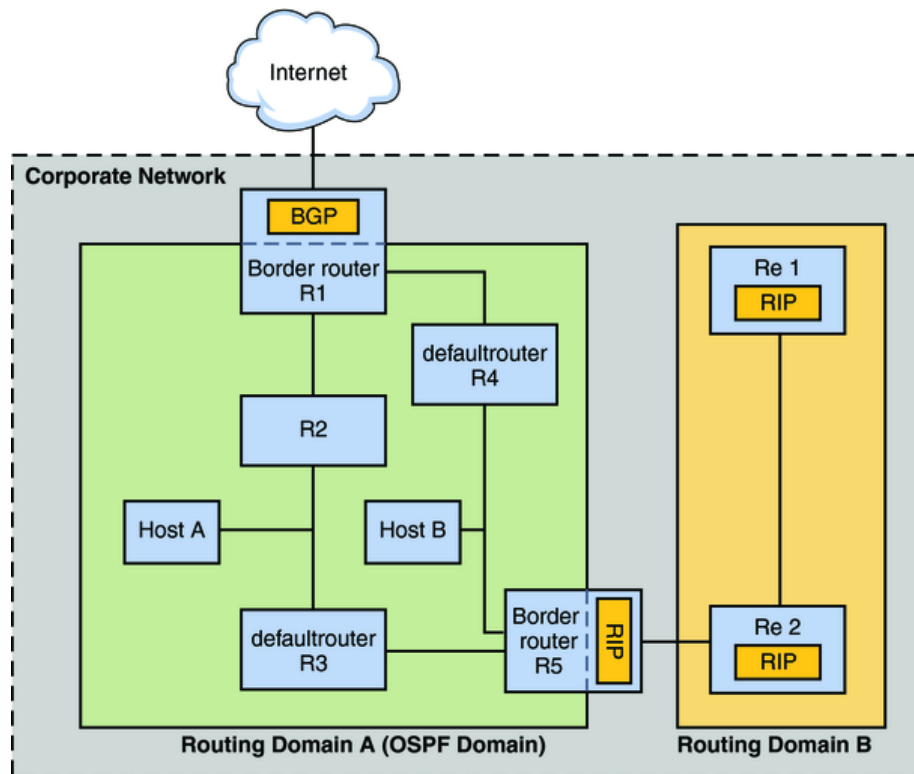 Internet
Corporate Network
BGP
Border router
R1
Re 1
RIP
defaultrouter
R4
R2
Host A
Host B
defaultrouter
R3
Border
router
R5
RIP
Re 2
RIP
Routing Domain A (OSPF Domain)
Routing Domain B